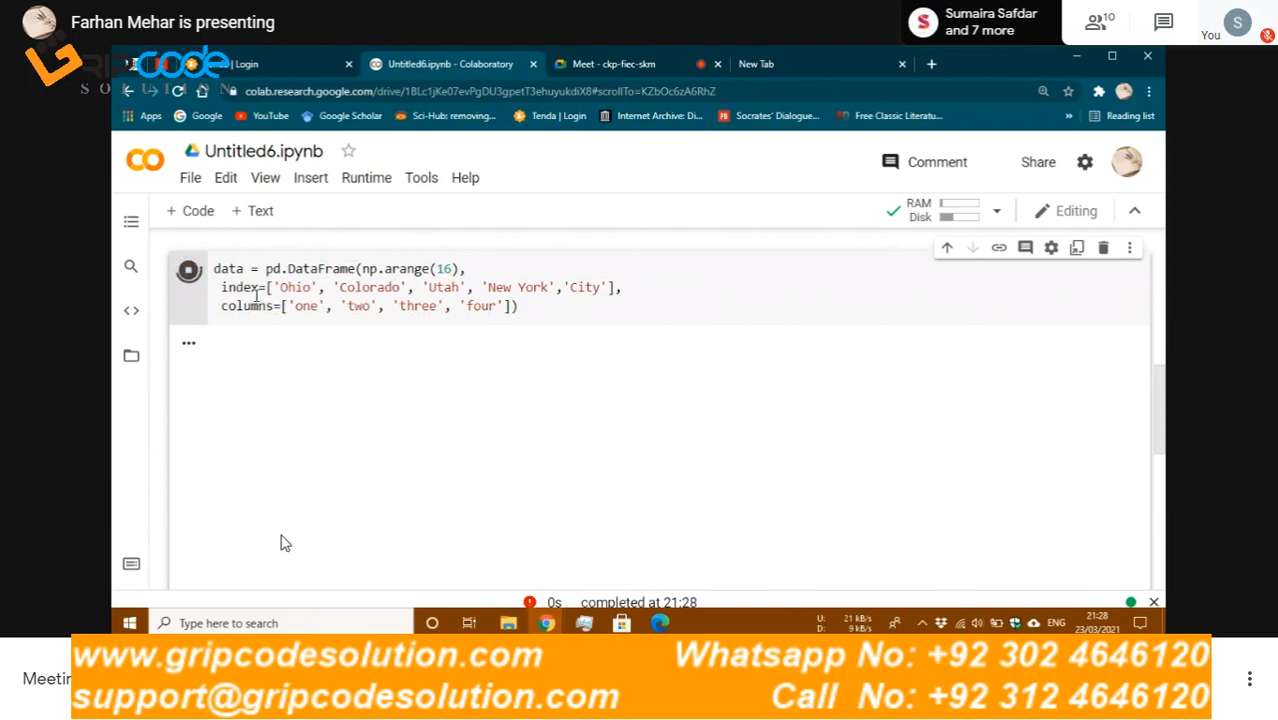 Farhan Mehar is presenting
Sumaira Safdar
and 7 more
10
S
You
GRIPcode
S O
Login
Untitled6.ipynb - Colaboratory
Meet - ckp-fiec-skm
New Tab
colab.research.google.com/drive/1BLc1jKe07evPgDU3gpetT3ehuyukdiX8#scrollTo=KZbOc6zA6RhZ
Apps
Google
YouTube
Google Scholar
Sci-Hub: removing...
Tenda | Login
Internet Archive: Di...
Socrates' Dialogue...
Free Classic Literatu...
»
Reading list
Untitled6.ipynb
Comment
Share
File Edit View Insert Runtime Tools Help
+ Code + Text
RAM
Disk
Editing
data = pd.DataFrame(np.arange(16),
index=['Ohio', 'Colorado', 'Utah', 'New York','City'],
columns=['one', 'two', 'three', 'four'])
0s completed at 21:28
Type here to search
U: 21 kB/s
D: 9 kB/s
ENG
21:28
23/03/2021
www.gripcodesolution.com Whatsapp No: +92 302 4646120
Meetin
support@gripcodesolution.com Call No: +92 312 4646120